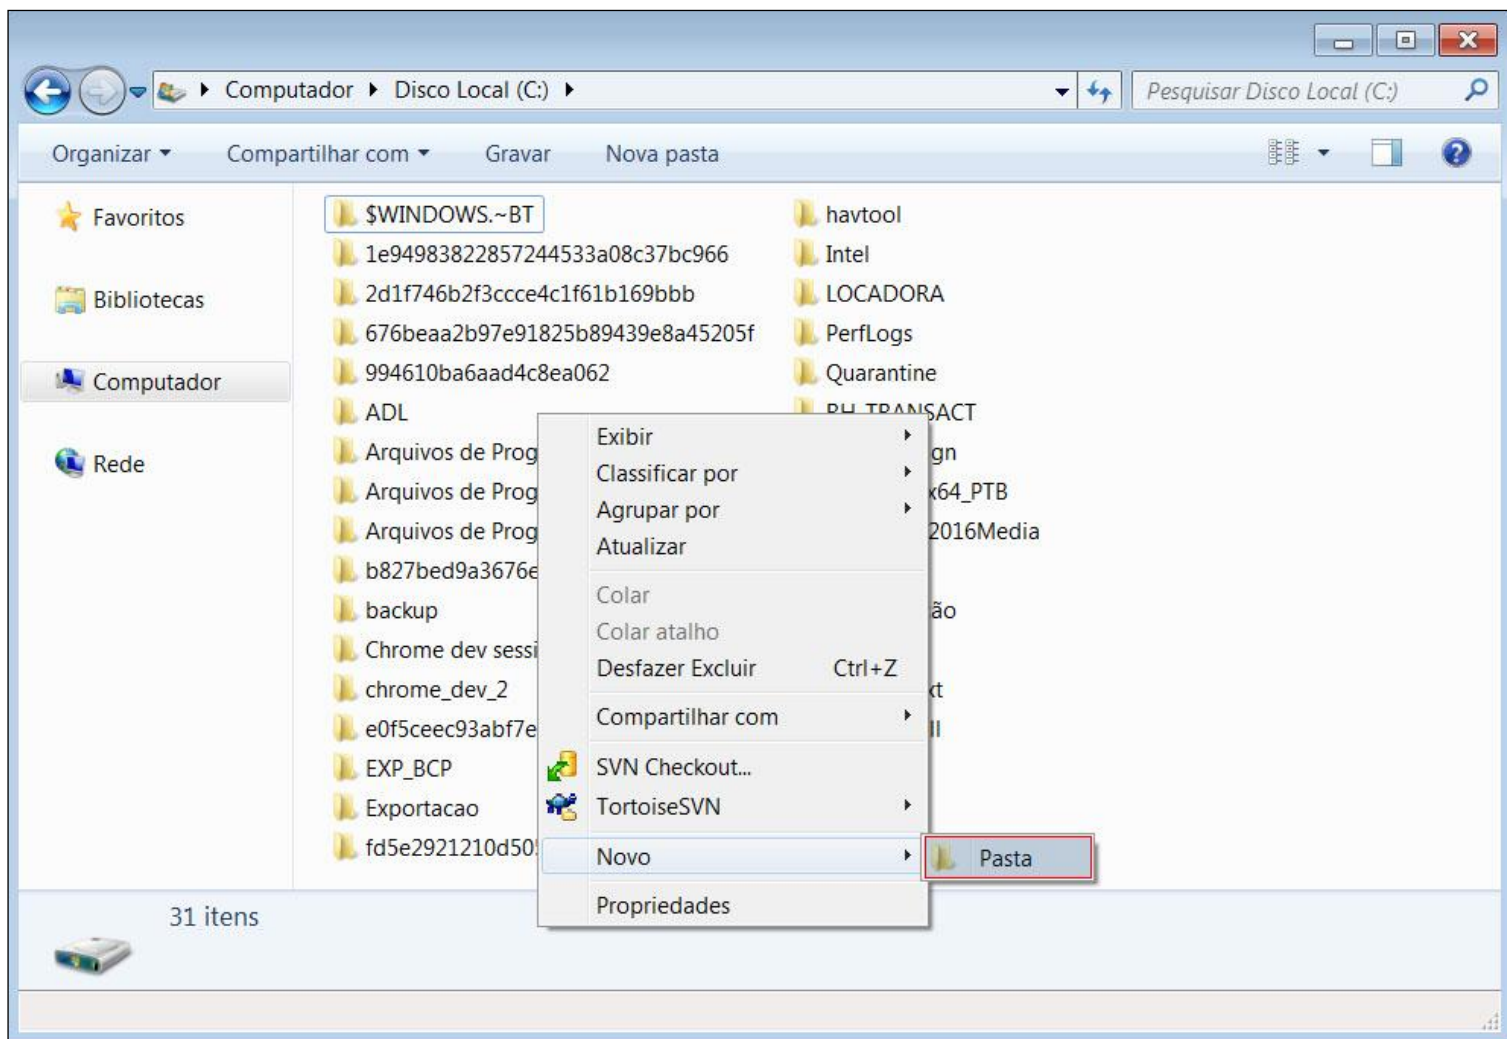 Computador
Disco Local (C:)
Pesquisar Disco Local (C:)
Organizar
Compartilhar com
Gravar
Nova pasta
Favoritos
Bibliotecas
Computador
Rede
$WINDOWS.~BT
1e94983822857244533a08c37bc966
2d1f746b2f3ccce4c1f61b169bbb
676beaa2b97e91825b89439e8a45205f
994610ba6aad4c8ea062
ADL
Arquivos de Prog
Arquivos de Prog
Arquivos de Prog
b827bed9a3676e
backup
Chrome dev sessi
chrome_dev_2
e0f5ceec93abf7e
EXP_BCP
Exportacao
fd5e2921210d50
havtool
Intel
LOCADORA
PerfLogs
Quarantine
RH_TRANSACT
gn
x64_PTB
2016Media
ão
xt
ll
Exibir
Classificar por
Agrupar por
Atualizar
Colar
Colar atalho
Desfazer Excluir Ctrl+Z
Compartilhar com
SVN Checkout...
TortoiseSVN
Novo
Propriedades
Pasta
31 itens